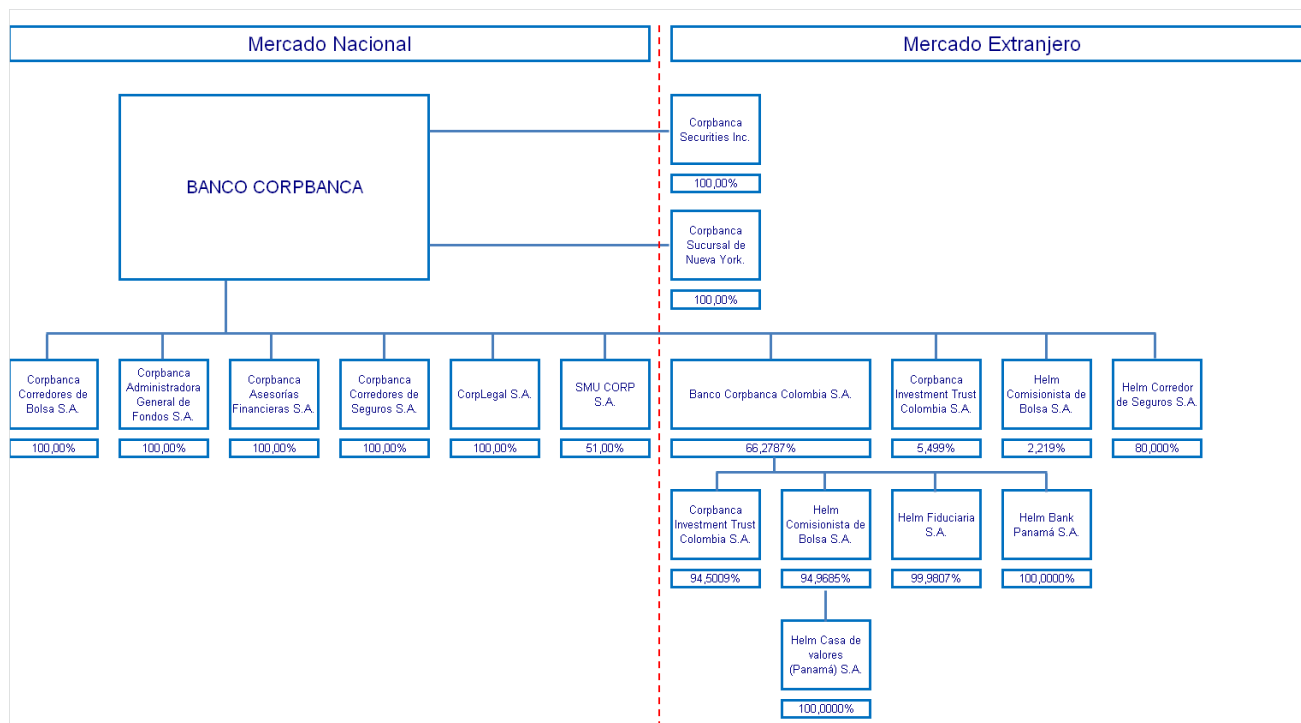 Mercado Nacional
Mercado Extranjero
BANCO CORPBANCA
Corpbanca
Securities Inc.
100,00%
Corpbanca
Sucursal de
Nueva York.
100,00%
Corpbanca
Corredores de
Bolsa S.A.
100,00%
Corpbanca
Administradora
General de
Fondos S.A.
100,00%
Corpbanca
Asesorías
Financieras S.A.
100,00%
Corpbanca
Corredores de
Seguros S.A.
100,00%
CorpLegal S.A.
100,00%
SMU CORP
S.A.
51,00%
Banco Corpbanca Colombia S.A.
66,2787%
Corpbanca
Investment Trust
Colombia S.A.
5,499%
Helm
Comisionista de
Bolsa S.A.
2,219%
Helm Corredor
de Seguros S.A.
80,000%
Corpbanca
Investment Trust
Colombia S.A.
94,5009%
Helm
Comisionista de
Bolsa S.A.
94,9685%
Helm Fiduciaria
S.A.
99,9807%
Helm Bank
Panamá S.A.
100,0000%
Helm Casa de
valores
(Panamá) S.A.
100,0000%